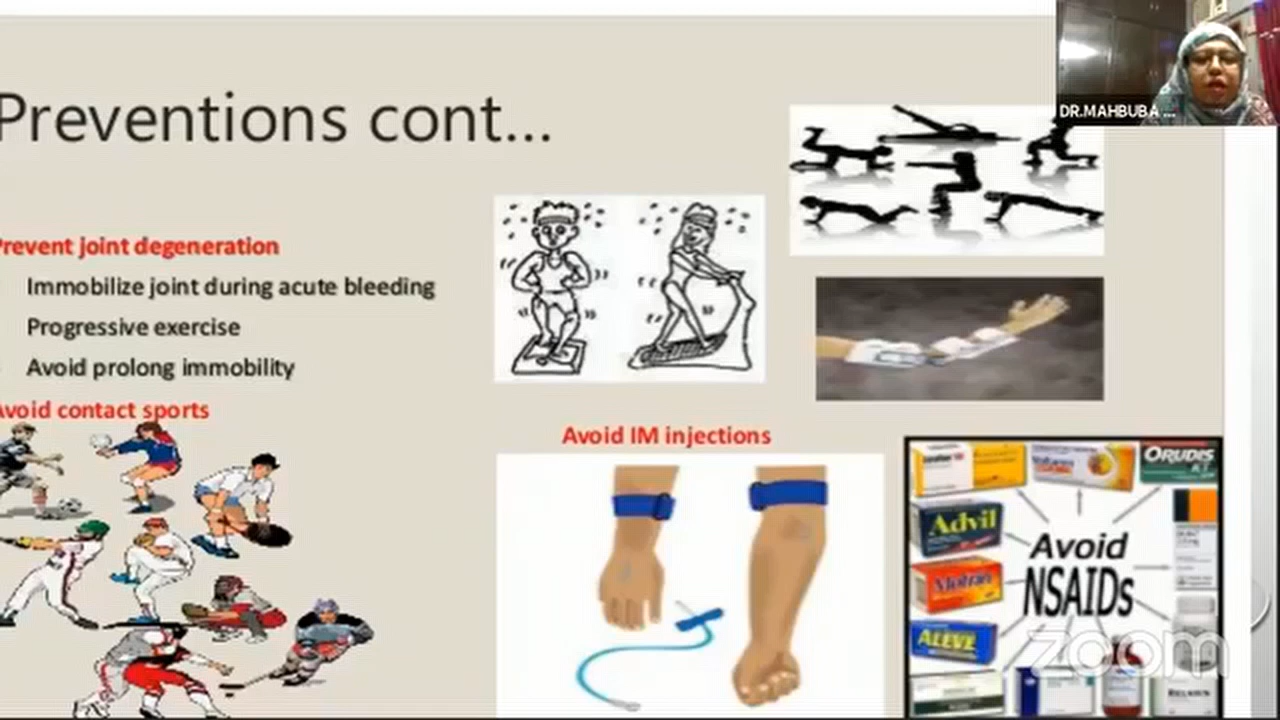 DR.MAHBUBA ...
Preventions cont...
Prevent joint degeneration
Immobilize joint during acute bleeding
Progressive exercise
Avoid prolong immobility
Avoid contact sports
Avoid IM injections
ORUDIS
Advil
Motrin
ALEVE
Avoid
NSAIDs
zoom